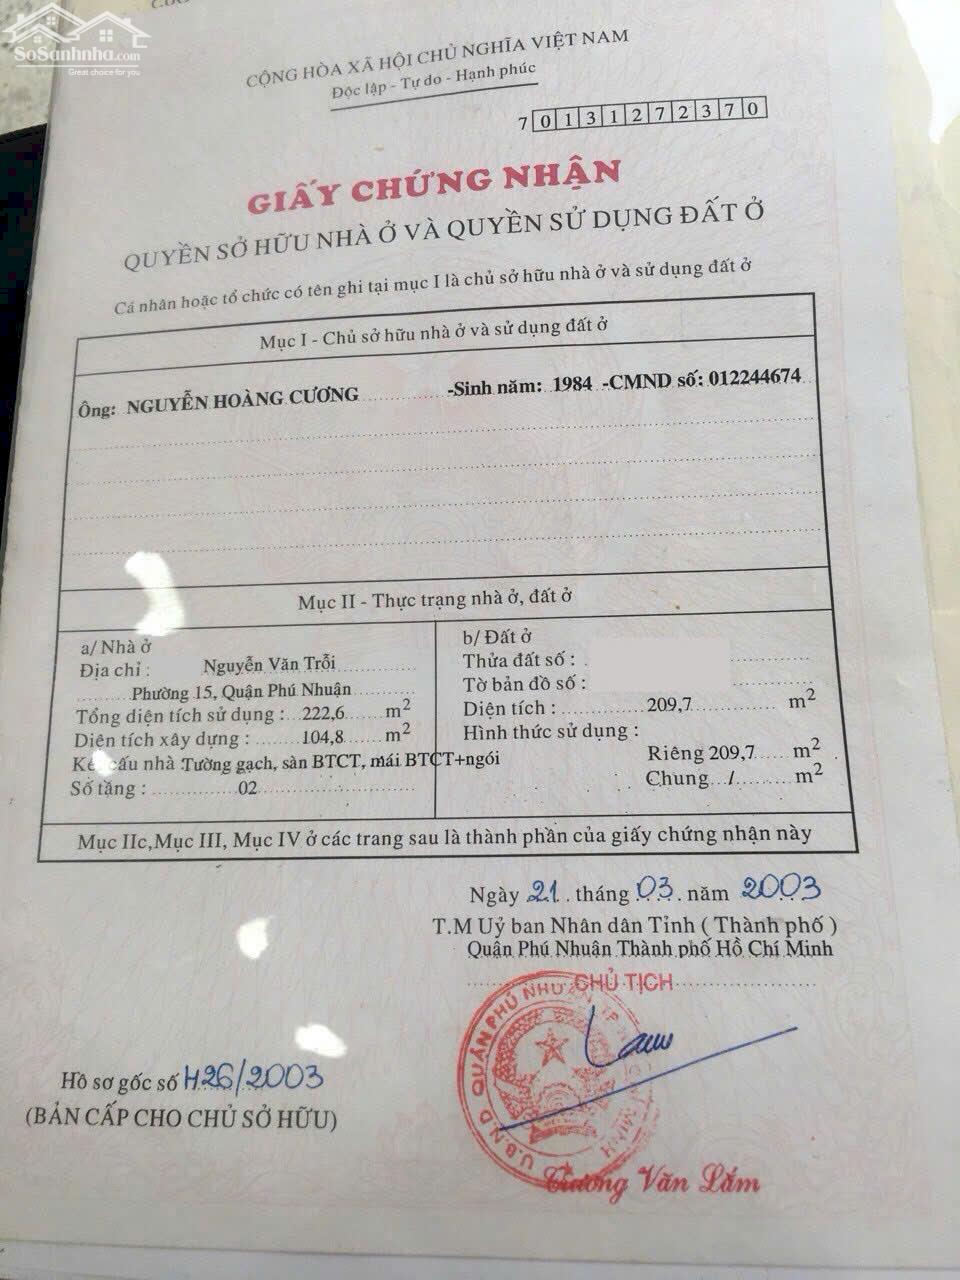 SoSanhnha.com
Great choice for you
CỘNG HÒA XÃ HỘI CHỦ NGHĨA VIỆT NAM
Độc lập - Tự do - Hạnh phúc
7 0 1 3 1 2 7 2 3 7 0
GIẤY CHỨNG NHẬN
QUYỀN SỞ HỮU NHÀ Ở VÀ QUYỀN SỬ DỤNG ĐẤT Ở
Cá nhân hoặc tổ chức có tên ghi tại mục I là chủ sở hữu nhà ở và sử dụng đất ở
Mục I - Chủ sở hữu nhà ở và sử dụng đất ở
Ông: NGUYỄN HOÀNG CƯƠNG -Sinh năm: 1984 -CMND số: 012244674
Mục II - Thực trạng nhà ở, đất ở
a/ Nhà ở
Địa chỉ : Nguyễn Văn Trỗi
Phường 15, Quận Phú Nhuận
Tổng diện tích sử dụng : 222,6 m2
Diện tích xây dựng : 104,8 m2
Kết cấu nhà Tường gạch, sàn BTCT, mái BTCT+ngói
Số tầng : 02
b/ Đất ở
Thửa đất số :
Tờ bản đồ số :
Diện tích : 209,7 m2
Hình thức sử dụng :
Riêng 209,7 m2
Chung / m2
Mục IIc,Mục III, Mục IV ở các trang sau là thành phần của giấy chứng nhận này
Ngày 21 tháng 03 năm 2003
T.M Uỷ ban Nhân dân Tỉnh ( Thành phố )
Quận Phú Nhuận Thành phố Hồ Chí Minh
CHỦ TỊCH
U.B.N.D QUẬN PHÚ NHUẬN TP HỒ CHÍ MINH
Trương Văn Lắm
Hồ sơ gốc số H26/2003
(BẢN CẤP CHO CHỦ SỞ HỮU)